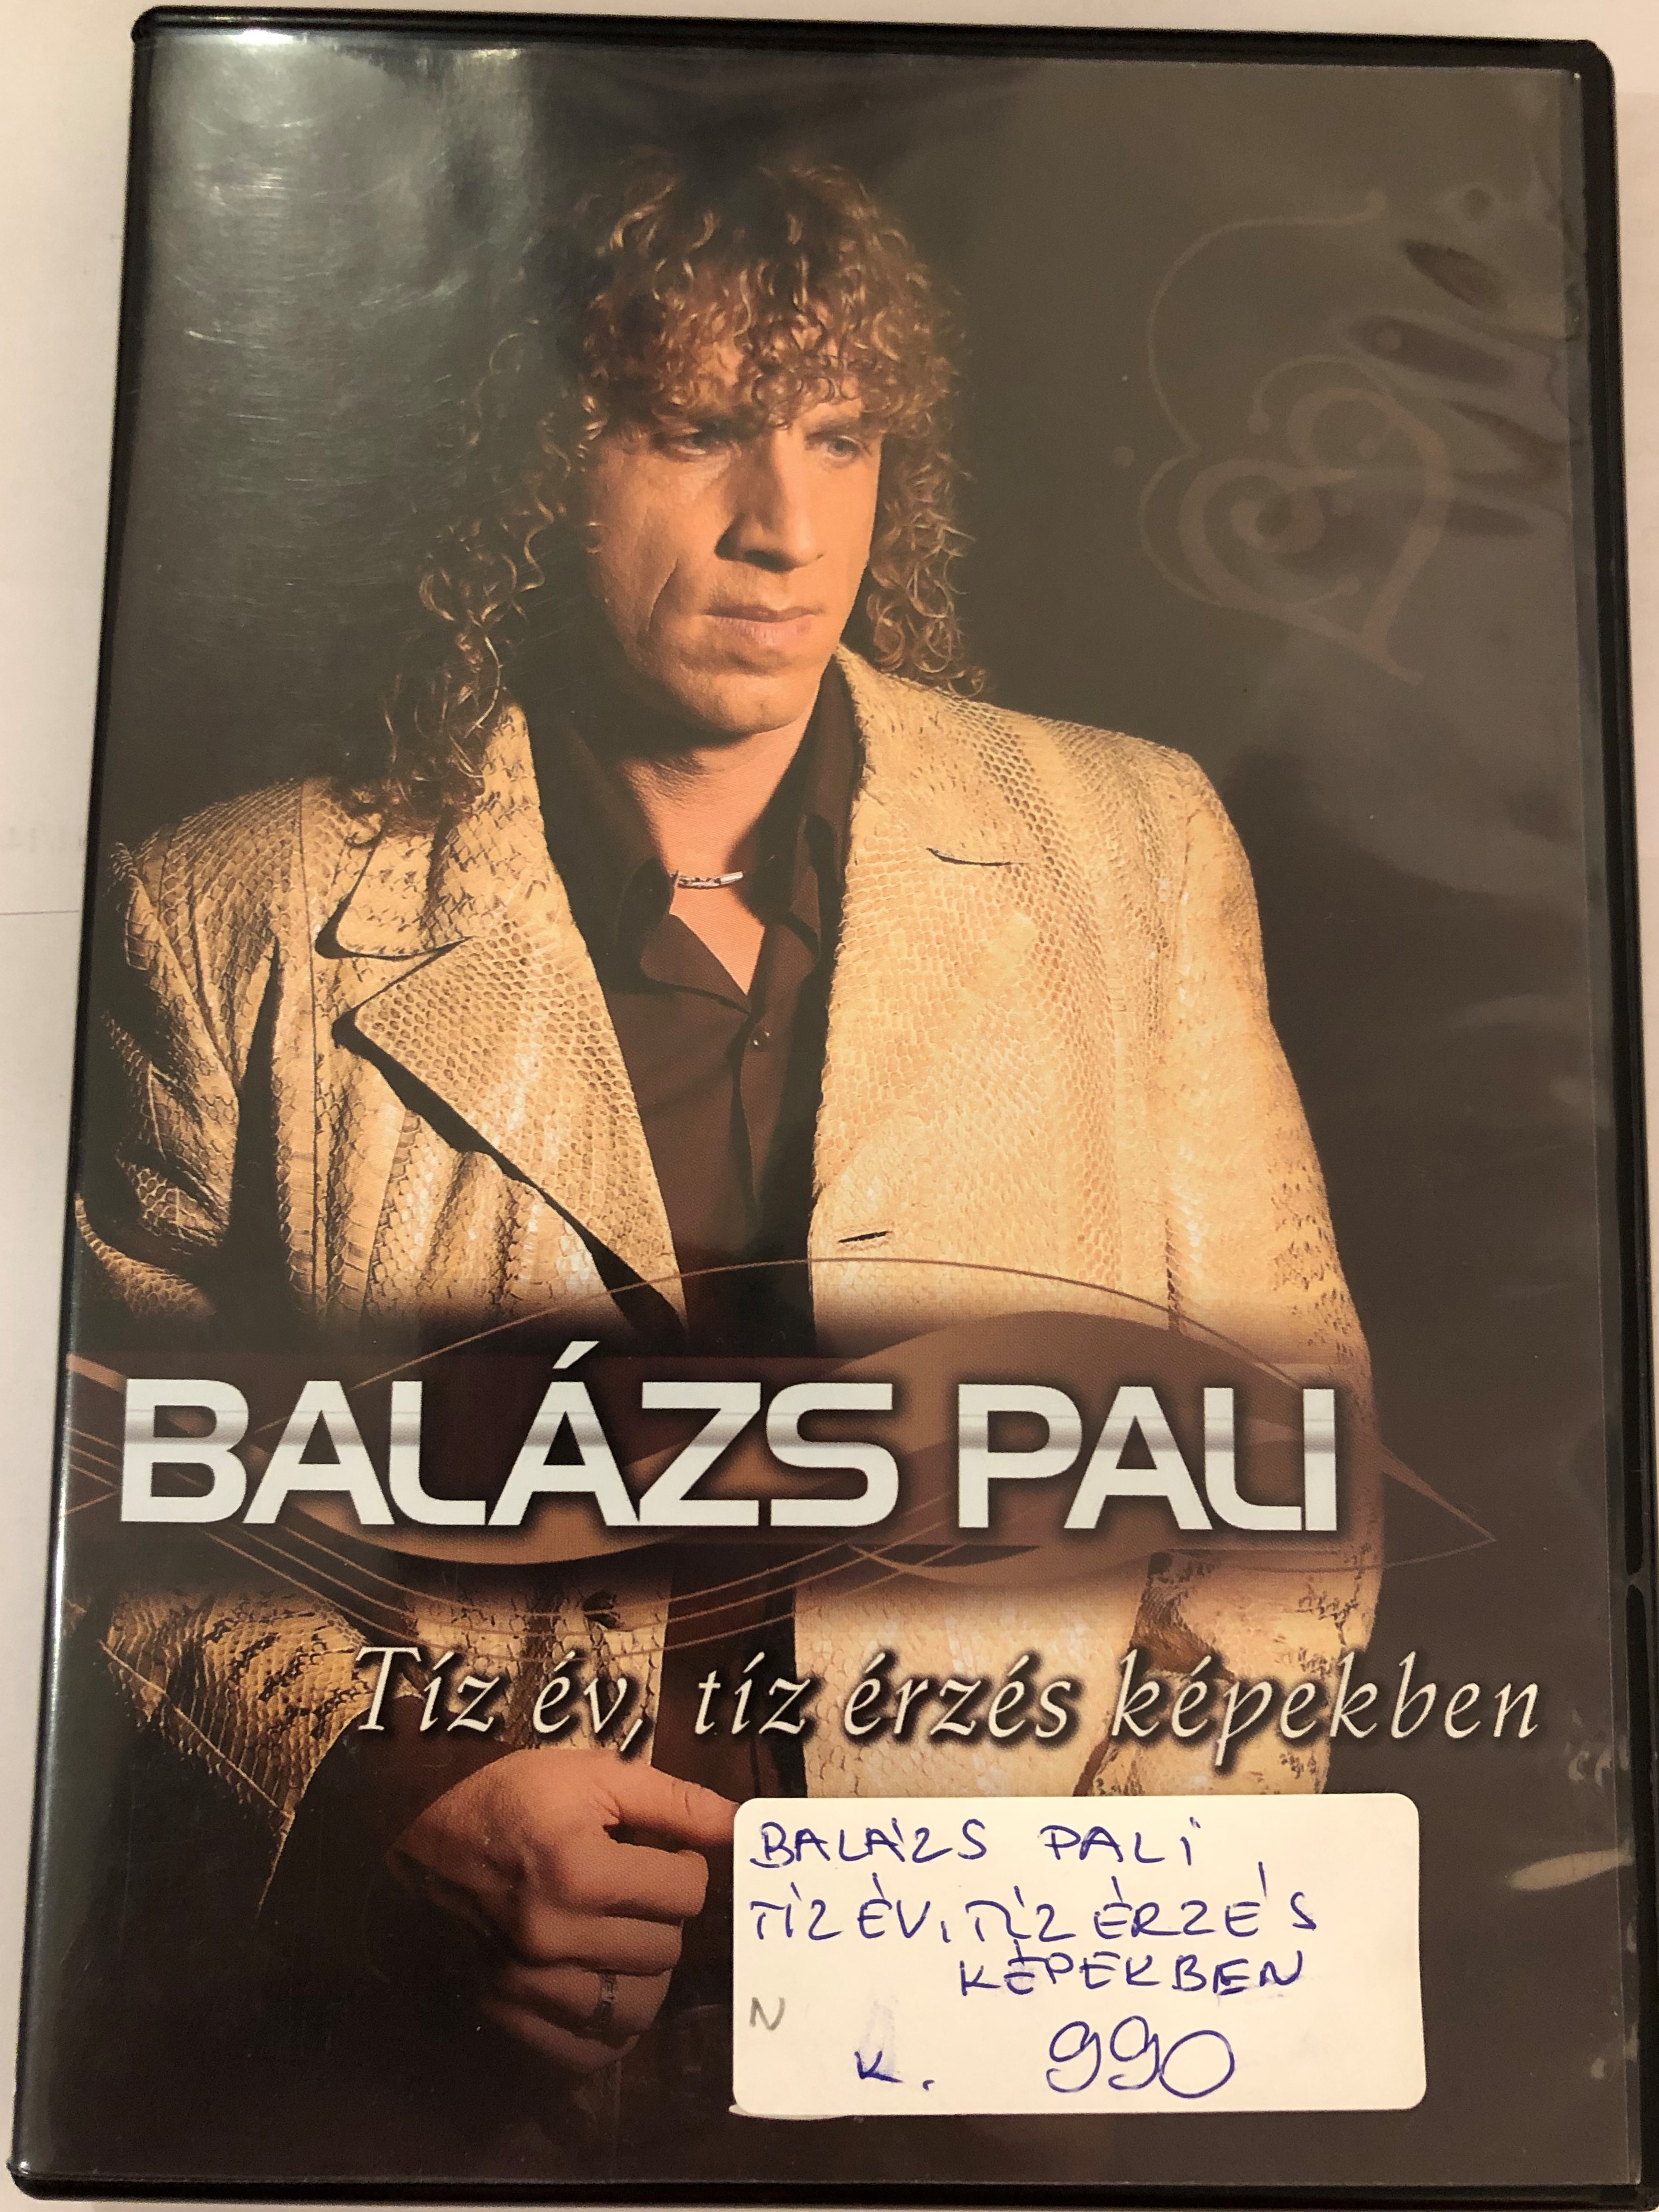 BALÁZS PALI
Tíz év, tíz érzés képekben
BALÁZS PALI
TÍZ ÉV, TÍZ ÉRZÉS
KÉPEKBEN
N
K. 990